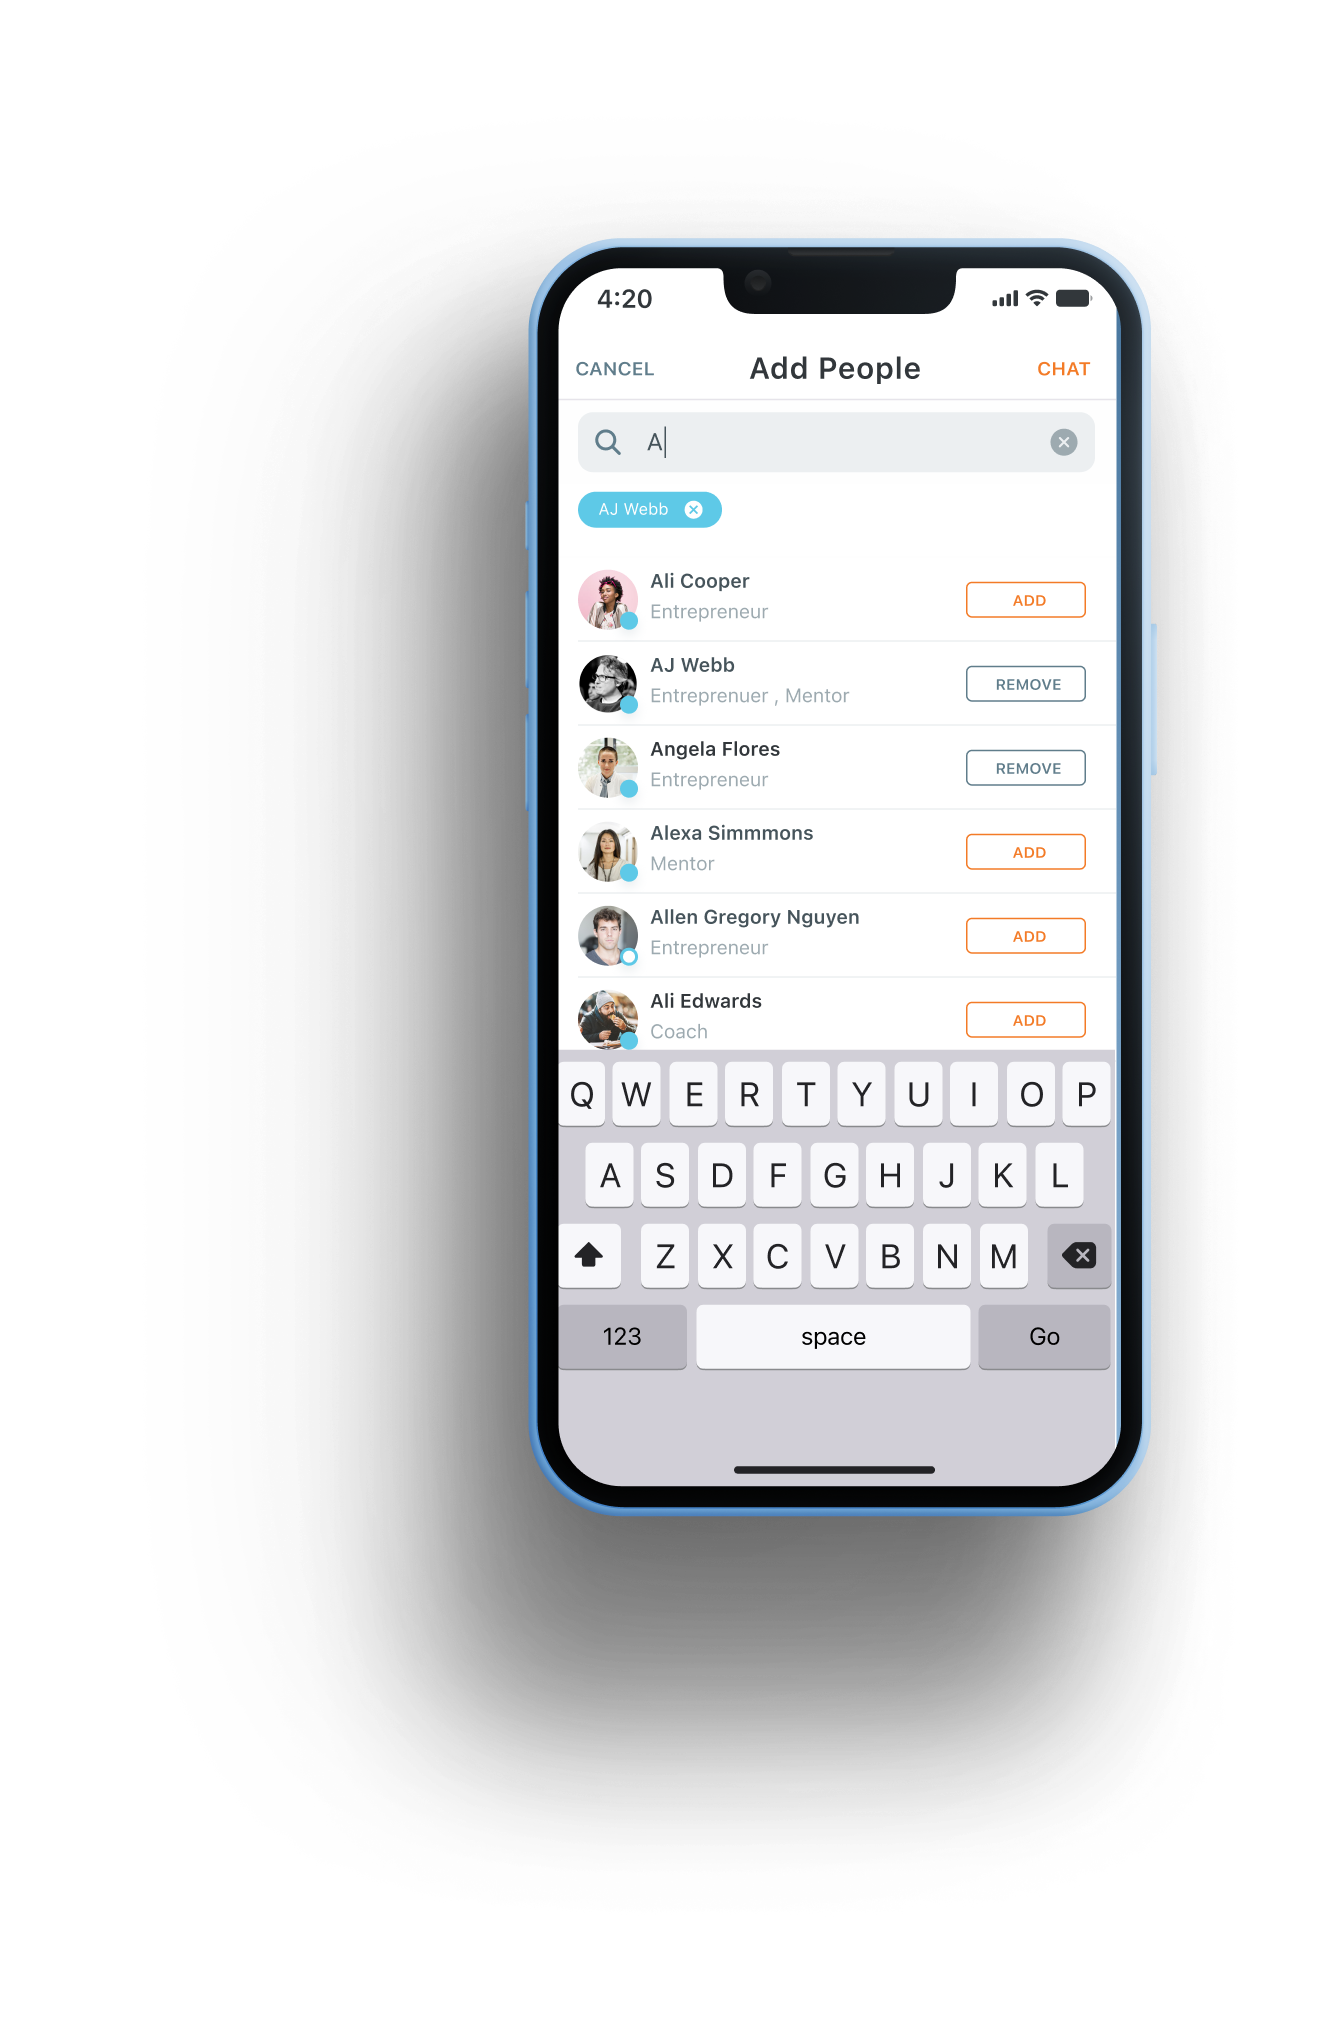 4:20
CANCEL Add People CHAT
A
AJ Webb
Ali Cooper
Entrepreneur
ADD
AJ Webb
Entreprenuer , Mentor
REMOVE
Angela Flores
Entrepreneur
REMOVE
Alexa Simmmons
Mentor
ADD
Allen Gregory Nguyen
Entrepreneur
ADD
Ali Edwards
Coach
ADD
Q W E R T Y U I O P
A S D F G H J K L
Z X C V B N M
123 space Go